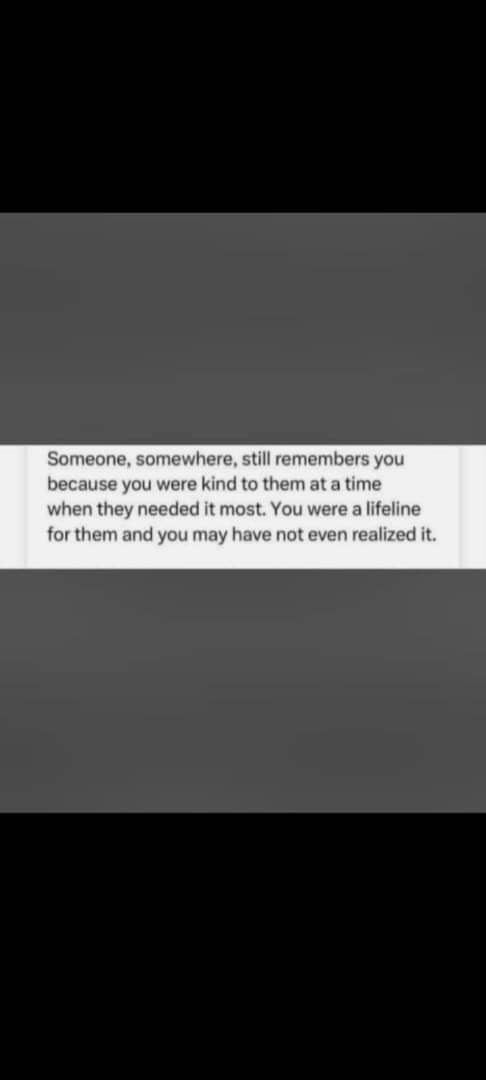 Someone, somewhere, still remembers you
because you were kind to them at a time
when they needed it most. You were a lifeline
for them and you may have not even realized it.